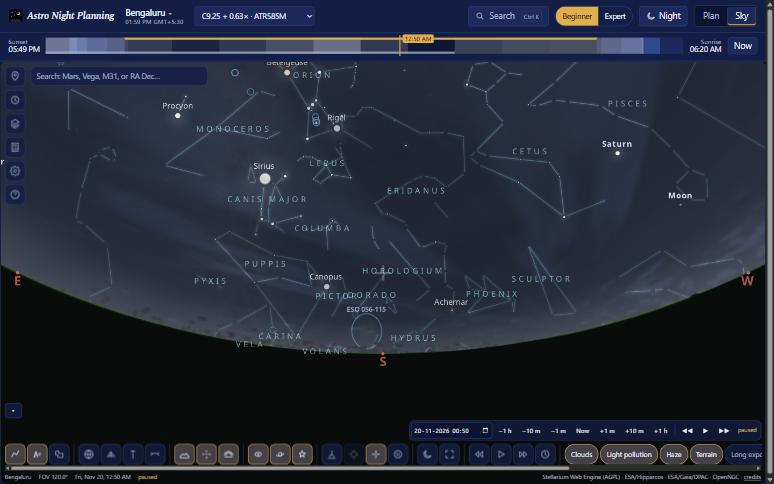 Astro Night Planning
Bengaluru
01:59 PM GMT+5:30
C9.25 + 0.63× · ATR585M
Search Ctrl K
Beginner Expert
Night
Plan Sky
12:50 AM
Sunset
05:49 PM
Sunrise
06:20 AM
Now
Search: Mars, Vega, M31, or RA Dec...
Betelgeuse
ORION
Procyon
PISCES
Rigel
MONOCEROS
Saturn
CETUS
LEPUS
Sirius
ERIDANUS
Moon
CANIS MAJOR
COLUMBA
PUPPIS
HOROLOGIUM
Canopus
PYXIS
SCULPTOR
E
W
DORADO
PHOENIX
Achernar
ESO 056-115
CARINA
HYDRUS
VELA
VOLANS
S
20-11-2026 00:50 −1 h −10 m −1 m Now +1 m +10 m +1 h paused
Clouds Light pollution Haze Terrain Long
Bengaluru FOV 120.0° Fri, Nov 20, 12:50 AM paused
Stellarium Web Engine (AGPL) · ESA/Hipparcos · ESA/Gaia/DPAC · OpenNGC · credits